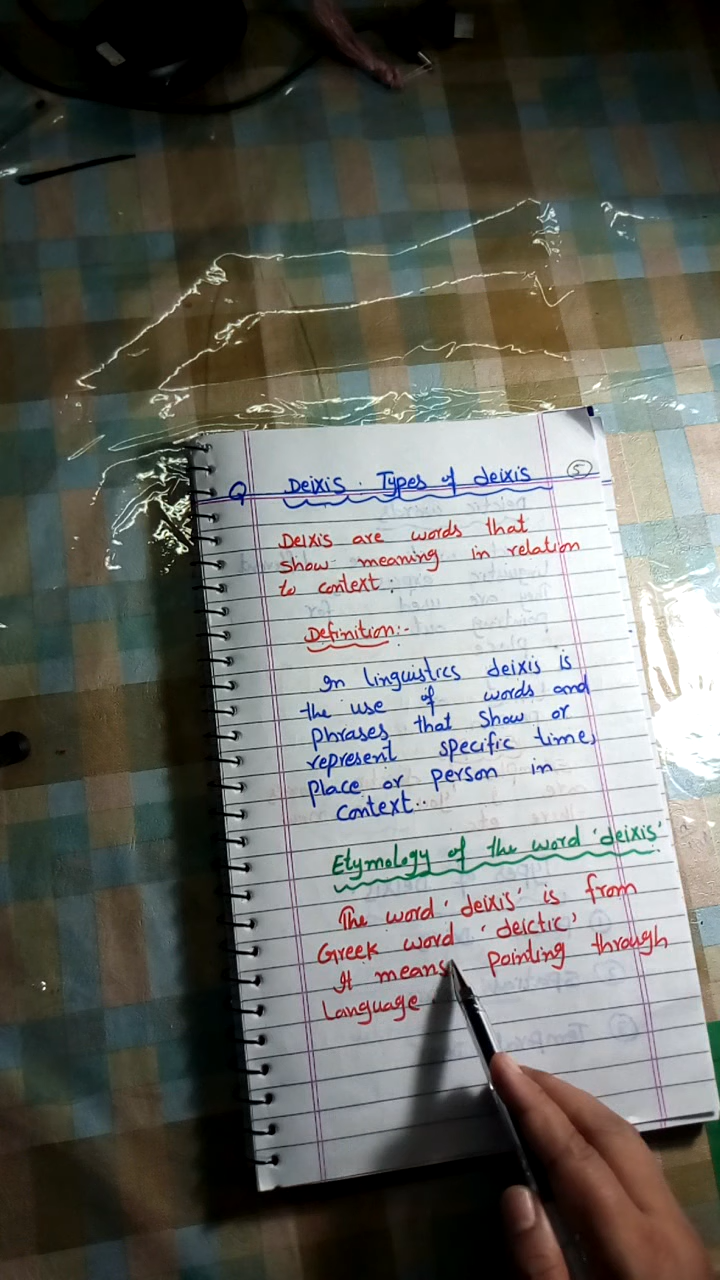 Q Deixis. Types of deixis 5
Deixis are words that
show meaning in relation
to context.
Definition:-
In linguistics deixis is
the use of words and
phrases that show or
represent specific time,
place or person in
context..
Etymology of the word 'deixis'
The word 'deixis' is from
Greek word 'deictic'
It means pointing through
language